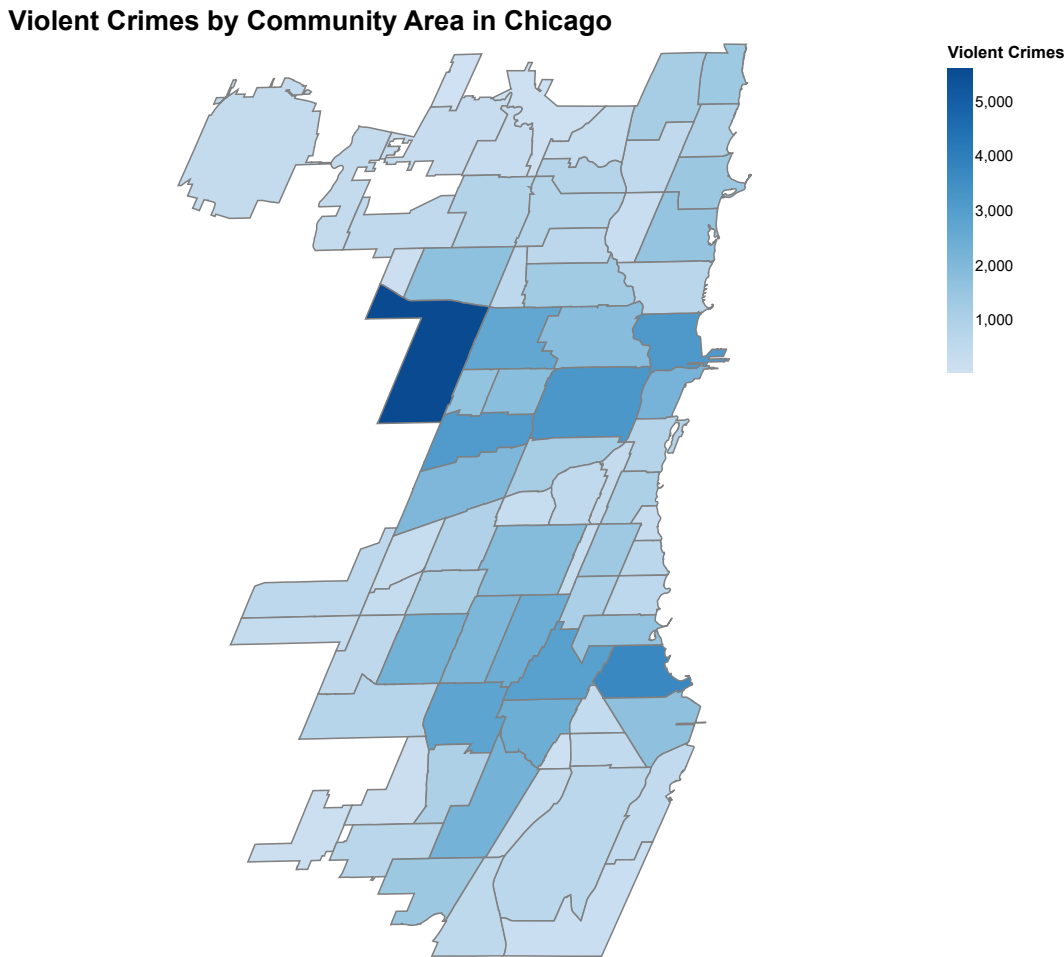 Violent Crimes by Community Area in Chicago
Violent Crimes
5,000
4,000
3,000
2,000
1,000